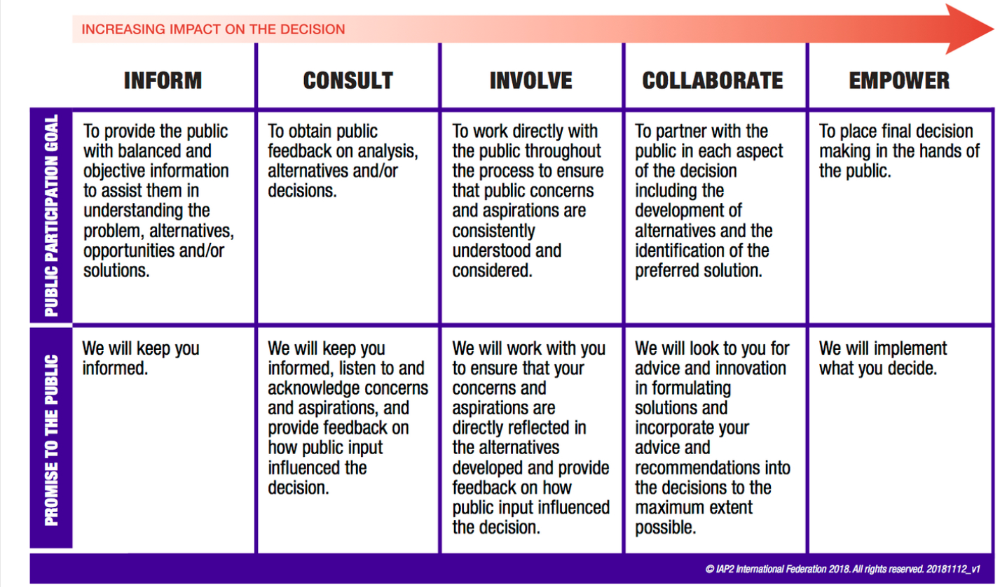 INCREASING IMPACT ON THE DECISION
INFORM
CONSULT
INVOLVE
COLLABORATE
EMPOWER
PUBLIC PARTICIPATION GOAL
To provide the public
with balanced and
objective information
to assist them in
understanding the
problem, alternatives,
opportunities and/or
solutions.
To obtain public
feedback on analysis,
alternatives and/or
decisions.
To work directly with
the public throughout
the process to ensure
that public concerns
and aspirations are
consistently
understood and
considered.
To partner with the
public in each aspect
of the decision
including the
development of
alternatives and the
identification of the
preferred solution.
To place final decision
making in the hands of
the public.
PROMISE TO THE PUBLIC
We will keep you
informed.
We will keep you
informed, listen to and
acknowledge concerns
and aspirations, and
provide feedback on
how public input
influenced the
decision.
We will work with you
to ensure that your
concerns and
aspirations are
directly reflected in
the alternatives
developed and provide
feedback on how
public input influenced
the decision.
We will look to you for
advice and innovation
in formulating
solutions and
incorporate your
advice and
recommendations into
the decisions to the
maximum extent
possible.
We will implement
what you decide.
© IAP2 International Federation 2018. All rights reserved. 20181112_v1